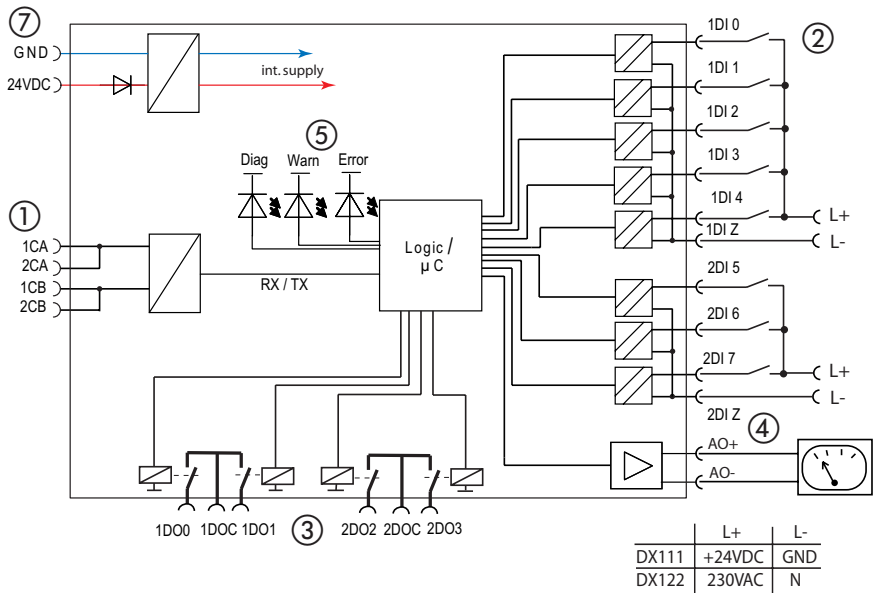 ⑦
GND
24VDC
int. supply
1DI 0
②
1DI 1
1DI 2
1DI 3
1DI 4
1DI Z
L+
L-
⑤
Diag Warn Error
①
1CA
2CA
1CB
2CB
RX / TX
Logic /
µC
2DI 5
2DI 6
2DI 7
L+
L-
2DI Z
④
AO+
AO-
1DO0 1DOC 1DO1 ③ 2DO2 2DOC 2DO3
L+ L-
DX111 +24VDC GND
DX122 230VAC N